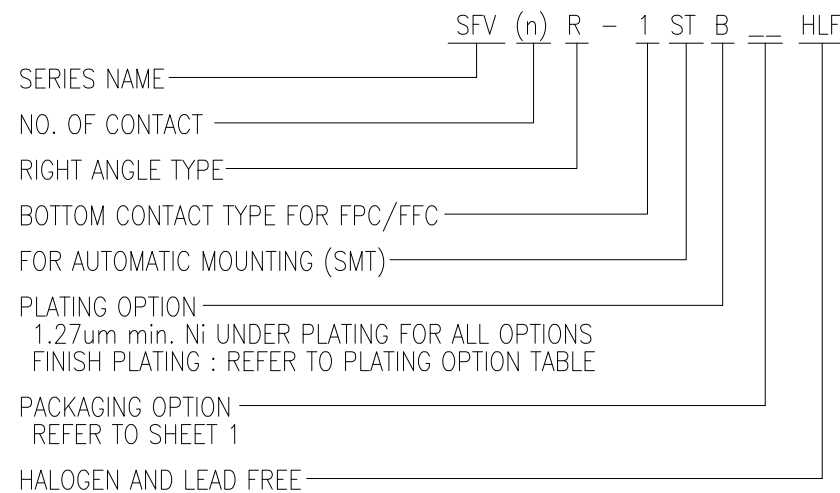 SFV (n) R - 1 ST B __ HLF
SERIES NAME
NO. OF CONTACT
RIGHT ANGLE TYPE
BOTTOM CONTACT TYPE FOR FPC/FFC
FOR AUTOMATIC MOUNTING (SMT)
PLATING OPTION
1.27um min. Ni UNDER PLATING FOR ALL OPTIONS
FINISH PLATING : REFER TO PLATING OPTION TABLE
PACKAGING OPTION
REFER TO SHEET 1
HALOGEN AND LEAD FREE